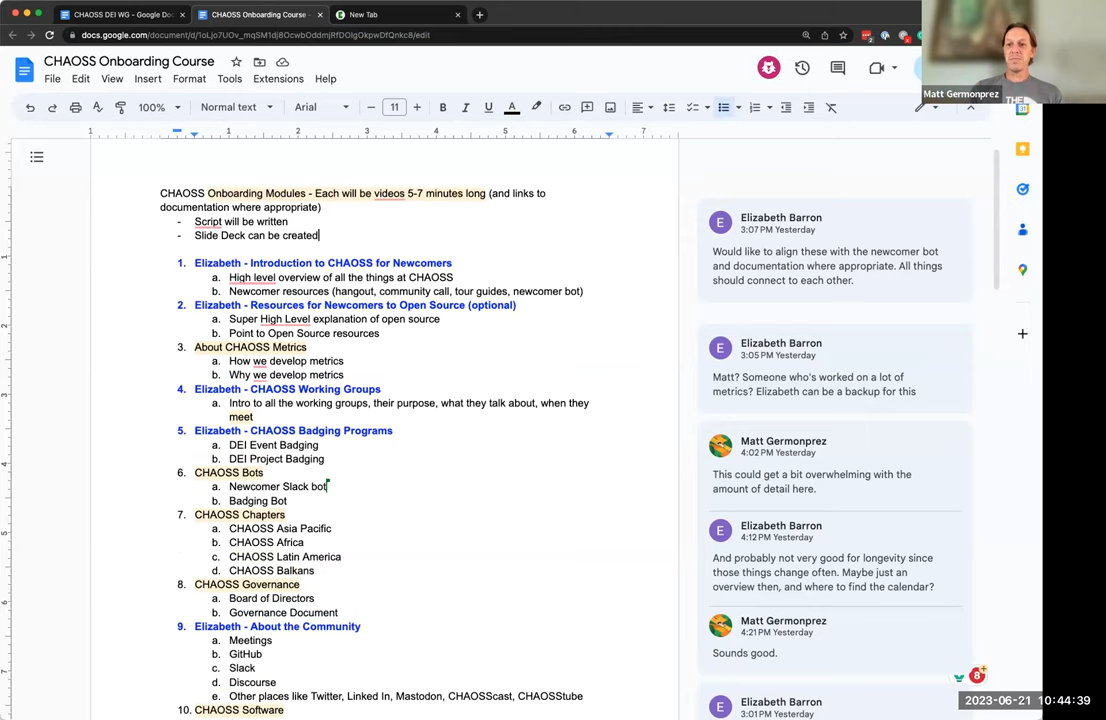 CHAOSS DEI WG - Google Doc
CHAOSS Onboarding Course -
New Tab
docs.google.com/document/d/1oLjo7UOv_mqSM1dj8OcwbOddmjRfDOIgOkpwDfQnkc8/edit
CHAOSS Onboarding Course
File Edit View Insert Format Tools Extensions Help
100% Normal text Arial 11 B I U A
Matt Germonprez
1 1 2 3 4 5 6 7
CHAOSS Onboarding Modules - Each will be videos 5-7 minutes long (and links to
documentation where appropriate)
- Script will be written
- Slide Deck can be created
1. Elizabeth - Introduction to CHAOSS for Newcomers
a. High level overview of all the things at CHAOSS
b. Newcomer resources (hangout, community call, tour guides, newcomer bot)
2. Elizabeth - Resources for Newcomers to Open Source (optional)
a. Super High Level explanation of open source
b. Point to Open Source resources
3. About CHAOSS Metrics
a. How we develop metrics
b. Why we develop metrics
4. Elizabeth - CHAOSS Working Groups
a. Intro to all the working groups, their purpose, what they talk about, when they
meet
5. Elizabeth - CHAOSS Badging Programs
a. DEI Event Badging
b. DEI Project Badging
6. CHAOSS Bots
a. Newcomer Slack bot
b. Badging Bot
7. CHAOSS Chapters
a. CHAOSS Asia Pacific
b. CHAOSS Africa
c. CHAOSS Latin America
d. CHAOSS Balkans
8. CHAOSS Governance
a. Board of Directors
b. Governance Document
9. Elizabeth - About the Community
a. Meetings
b. GitHub
c. Slack
d. Discourse
e. Other places like Twitter, Linked In, Mastodon, CHAOSScast, CHAOSStube
10. CHAOSS Software
E Elizabeth Barron
3:07 PM Yesterday
Would like to align these with the newcomer bot
and documentation where appropriate. All things
should connect to each other.
E Elizabeth Barron
3:05 PM Yesterday
Matt? Someone who's worked on a lot of
metrics? Elizabeth can be a backup for this
Matt Germonprez
4:02 PM Yesterday
This could get a bit overwhelming with the
amount of detail here.
E Elizabeth Barron
4:12 PM Yesterday
And probably not very good for longevity since
those things change often. Maybe just an
overview then, and where to find the calendar?
Matt Germonprez
4:21 PM Yesterday
Sounds good.
8
E Elizabeth Barron
3:01 PM Yesterday
2023-06-21 10:44:39